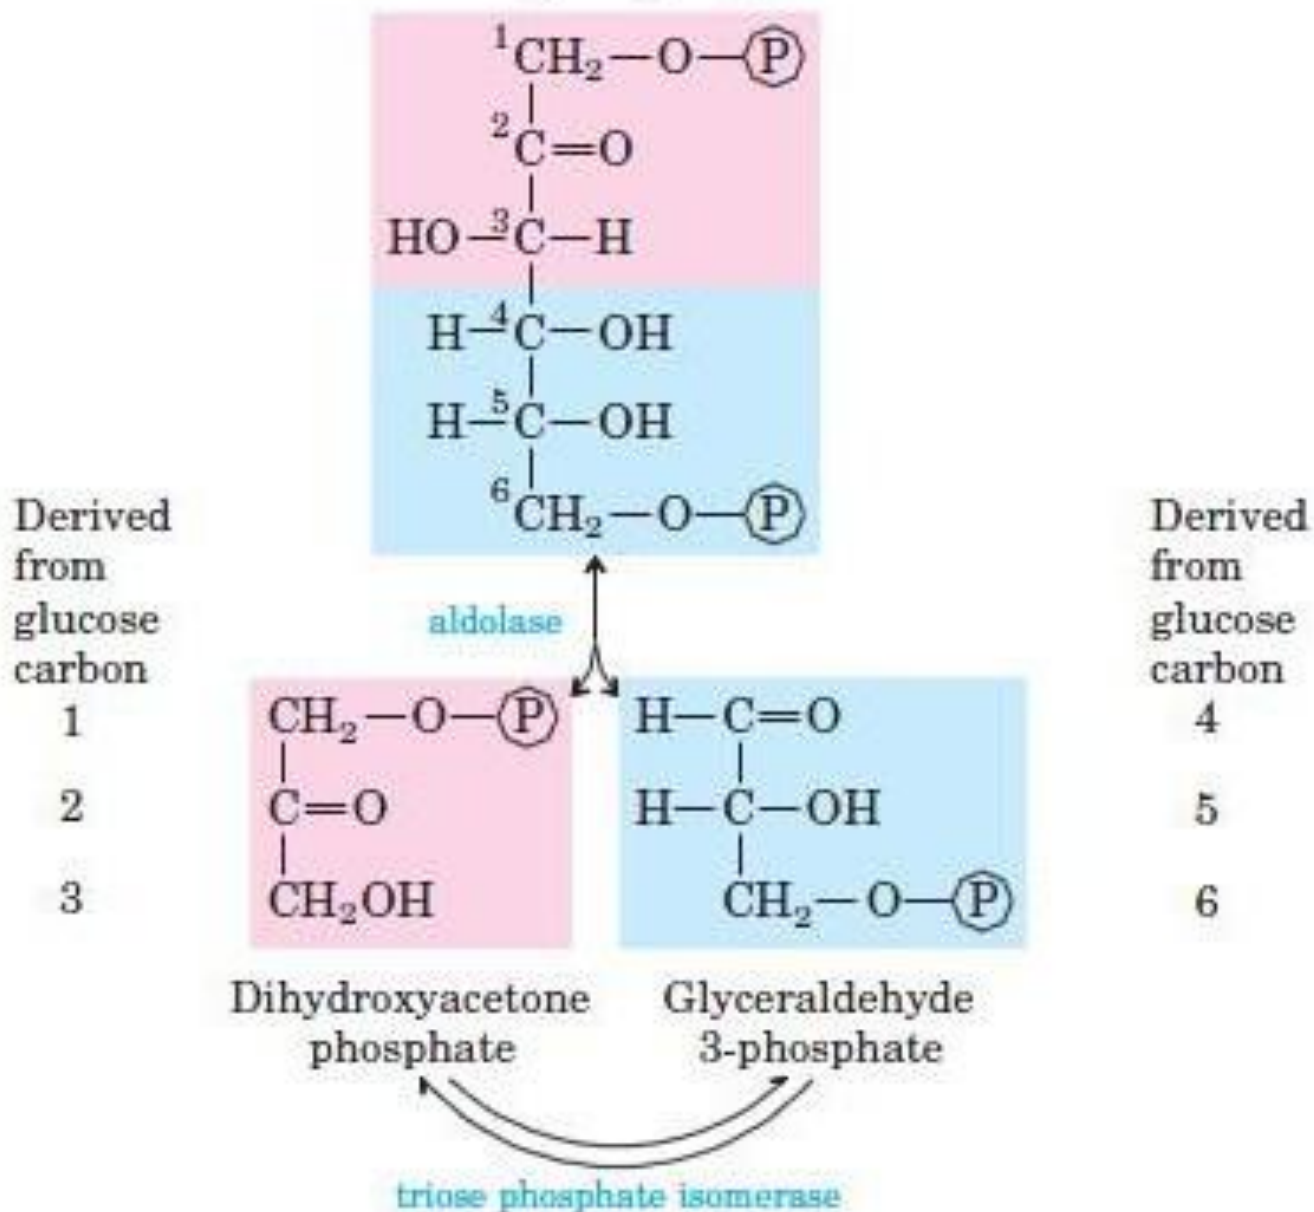 1CH2—O—P
2C=O
HO—3C—H
H—4C—OH
H—5C—OH
6CH2—O—P
aldolase
Derived
from
glucose
carbon
1
2
3
CH2—O—P
C=O
CH2OH
H—C=O
H—C—OH
CH2—O—P
Derived
from
glucose
carbon
4
5
6
Dihydroxyacetone
phosphate
Glyceraldehyde
3-phosphate
triose phosphate isomerase